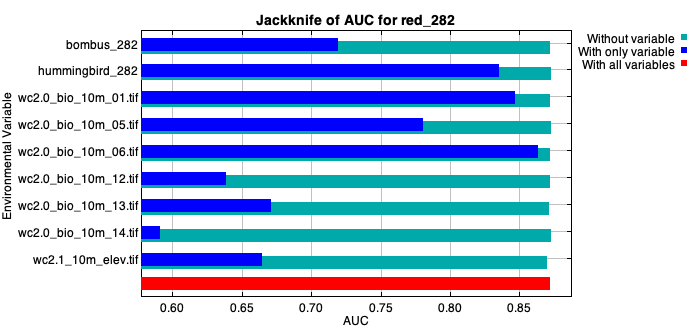 Jackknife of AUC for red_282
Without variable
With only variable
With all variables
Environmental Variable
bombus_282
hummingbird_282
wc2.0_bio_10m_01.tif
wc2.0_bio_10m_05.tif
wc2.0_bio_10m_06.tif
wc2.0_bio_10m_12.tif
wc2.0_bio_10m_13.tif
wc2.0_bio_10m_14.tif
wc2.1_10m_elev.tif
0.60 0.65 0.70 0.75 0.80 0.85
AUC